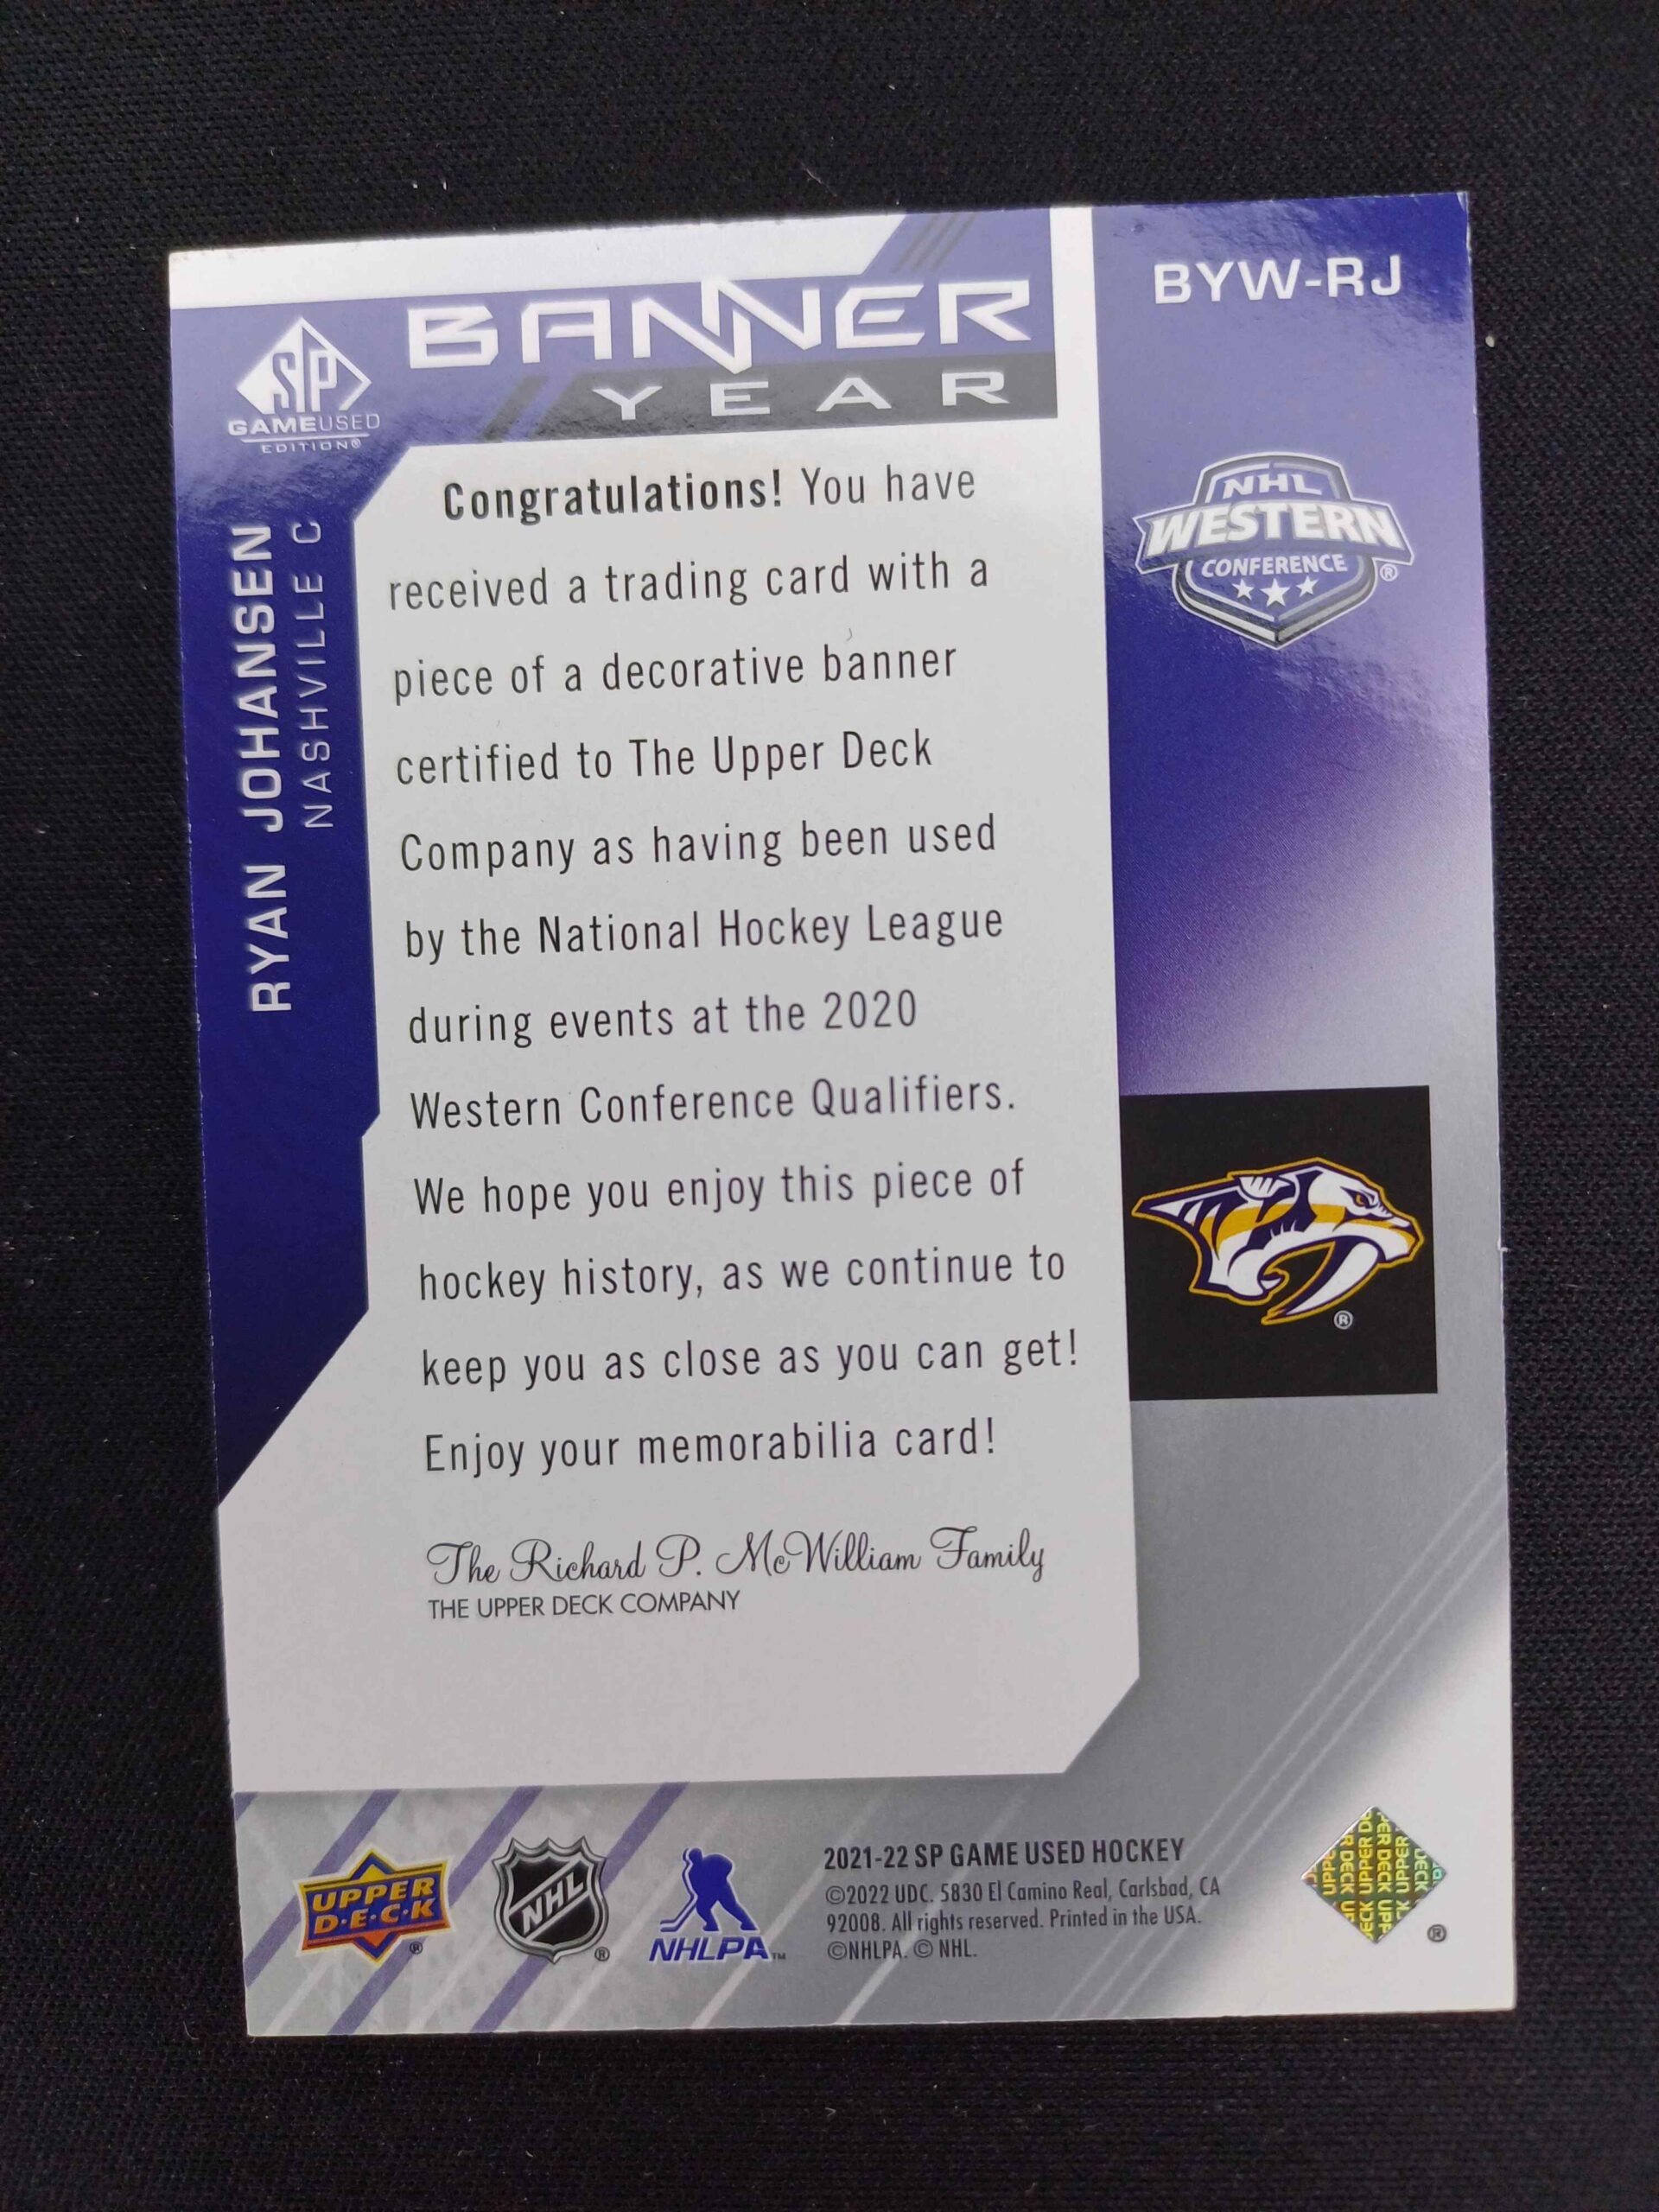 BANNER
YEAR
BYW-RJ
SP
GAMEUSED
EDITION®
RYAN JOHANSEN
NASHVILLE C
NHL
WESTERN
CONFERENCE
®
Congratulations! You have
received a trading card with a
piece of a decorative banner
certified to The Upper Deck
Company as having been used
by the National Hockey League
during events at the 2020
Western Conference Qualifiers.
We hope you enjoy this piece of
hockey history, as we continue to
keep you as close as you can get!
Enjoy your memorabilia card!
®
The Richard P. McWilliam Family
THE UPPER DECK COMPANY
UPPER
D·E·C·K
®
NHL
®
NHLPA™
2021-22 SP GAME USED HOCKEY
©2022 UDC. 5830 El Camino Real, Carlsbad, CA
92008. All rights reserved. Printed in the USA.
©NHLPA. © NHL.
UPPER DECK
®